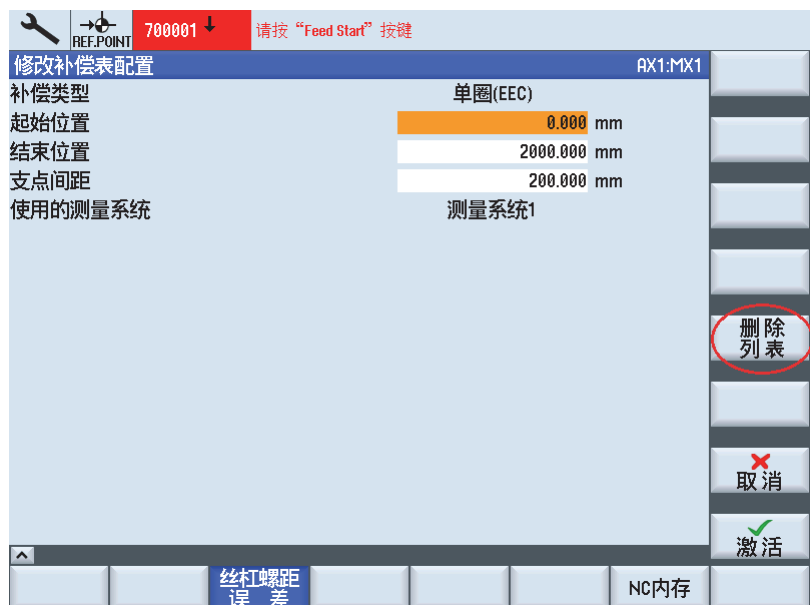 REF.POINT 700001 请按“Feed Start”按键
修改补偿表配置 AX1:MX1
补偿类型 单圈(EEC)
起始位置 0.000 mm
结束位置 2000.000 mm
支点间距 200.000 mm
使用的测量系统 测量系统1
删除
列表
取消
激活
丝杠螺距
误 差
NC内存